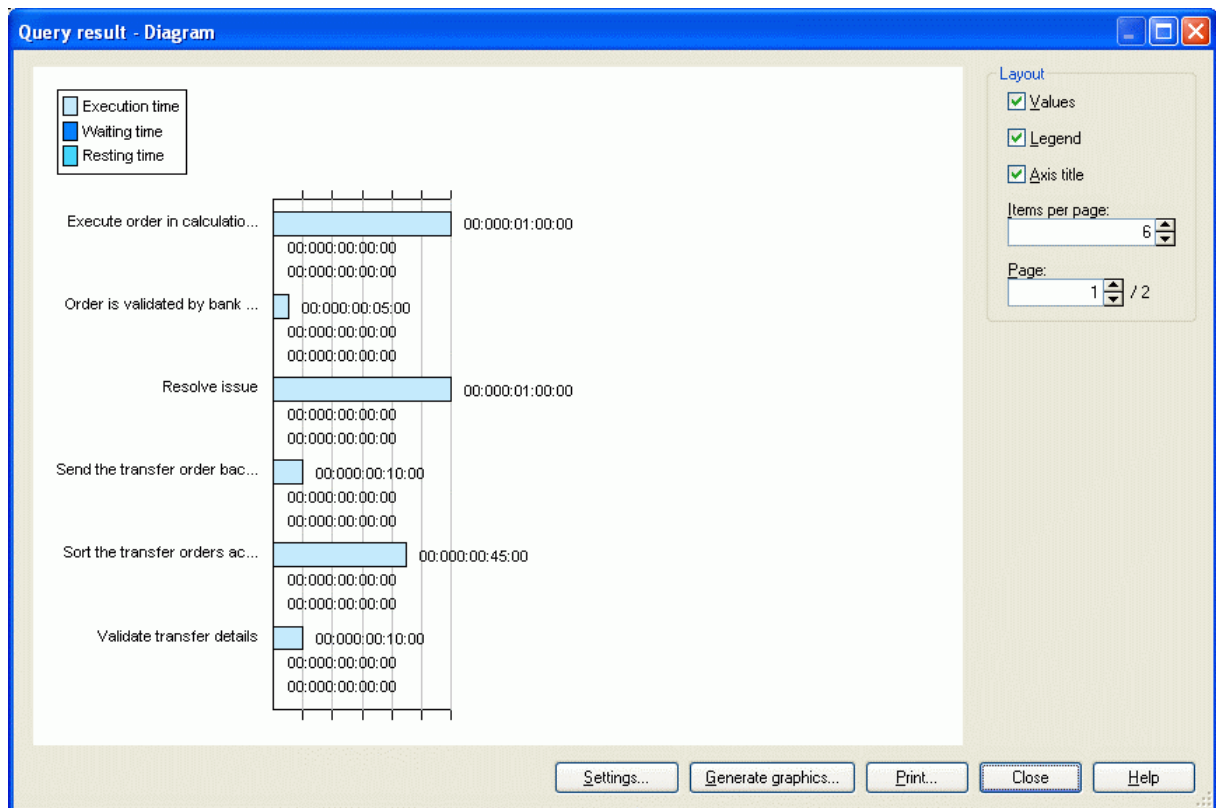 Query result - Diagram
Execution time
Waiting time
Resting time
Execute order in calculatio... 00:000:01:00:00
00:000:00:00:00
00:000:00:00:00
Order is validated by bank ... 00:000:00:05:00
00:000:00:00:00
00:000:00:00:00
Resolve issue 00:000:01:00:00
00:000:00:00:00
00:000:00:00:00
Send the transfer order bac... 00:000:00:10:00
00:000:00:00:00
00:000:00:00:00
Sort the transfer orders ac... 00:000:00:45:00
00:000:00:00:00
00:000:00:00:00
Validate transfer details 00:000:00:10:00
00:000:00:00:00
00:000:00:00:00
Layout
Values
Legend
Axis title
Items per page:
6
Page:
1 / 2
Settings... Generate graphics... Print... Close Help